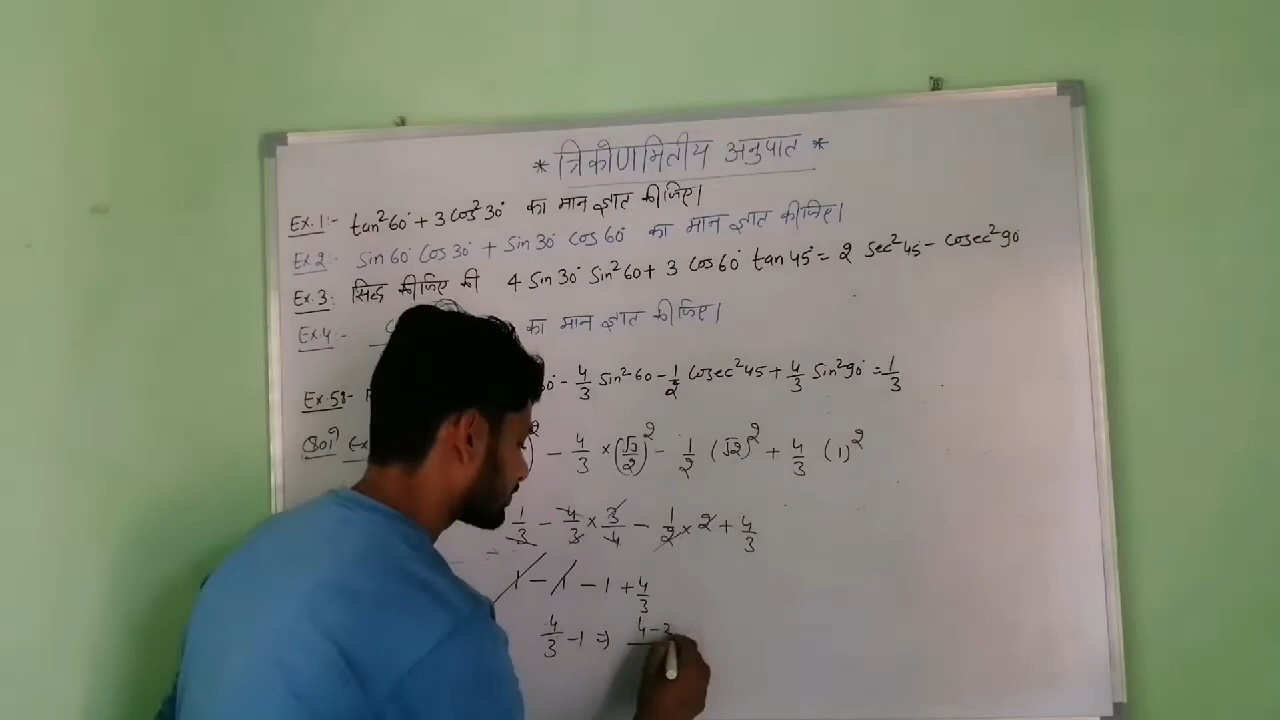 * त्रिकोणमितीय अनुपात *
Ex.1:- tan²60° + 3 cos²30° का मान ज्ञात कीजिए।
Ex.2:- Sin 60° Cos 30° + Sin 30° Cos 60° का मान ज्ञात कीजिए।
Ex.3: सिद्ध कीजिए की 4 Sin 30° Sin²60 + 3 Cos 60° tan 45° = 2 Sec²45 - Cosec²90
Ex.4:- का मान ज्ञात कीजिए।
Ex.5:- - 4/3 Sin²60 - 1/2 Cosec²45 + 4/3 Sin²90° = 1/3
² - 4/3 × (√3/2)² - 1/2 (√2)² + 4/3 (1)²
1/3 - 4/3 × 3/4 - 1/2 × 2 + 4/3
1 - 1 - 1 + 4/3
4/3 - 1 ⇒ 4-3